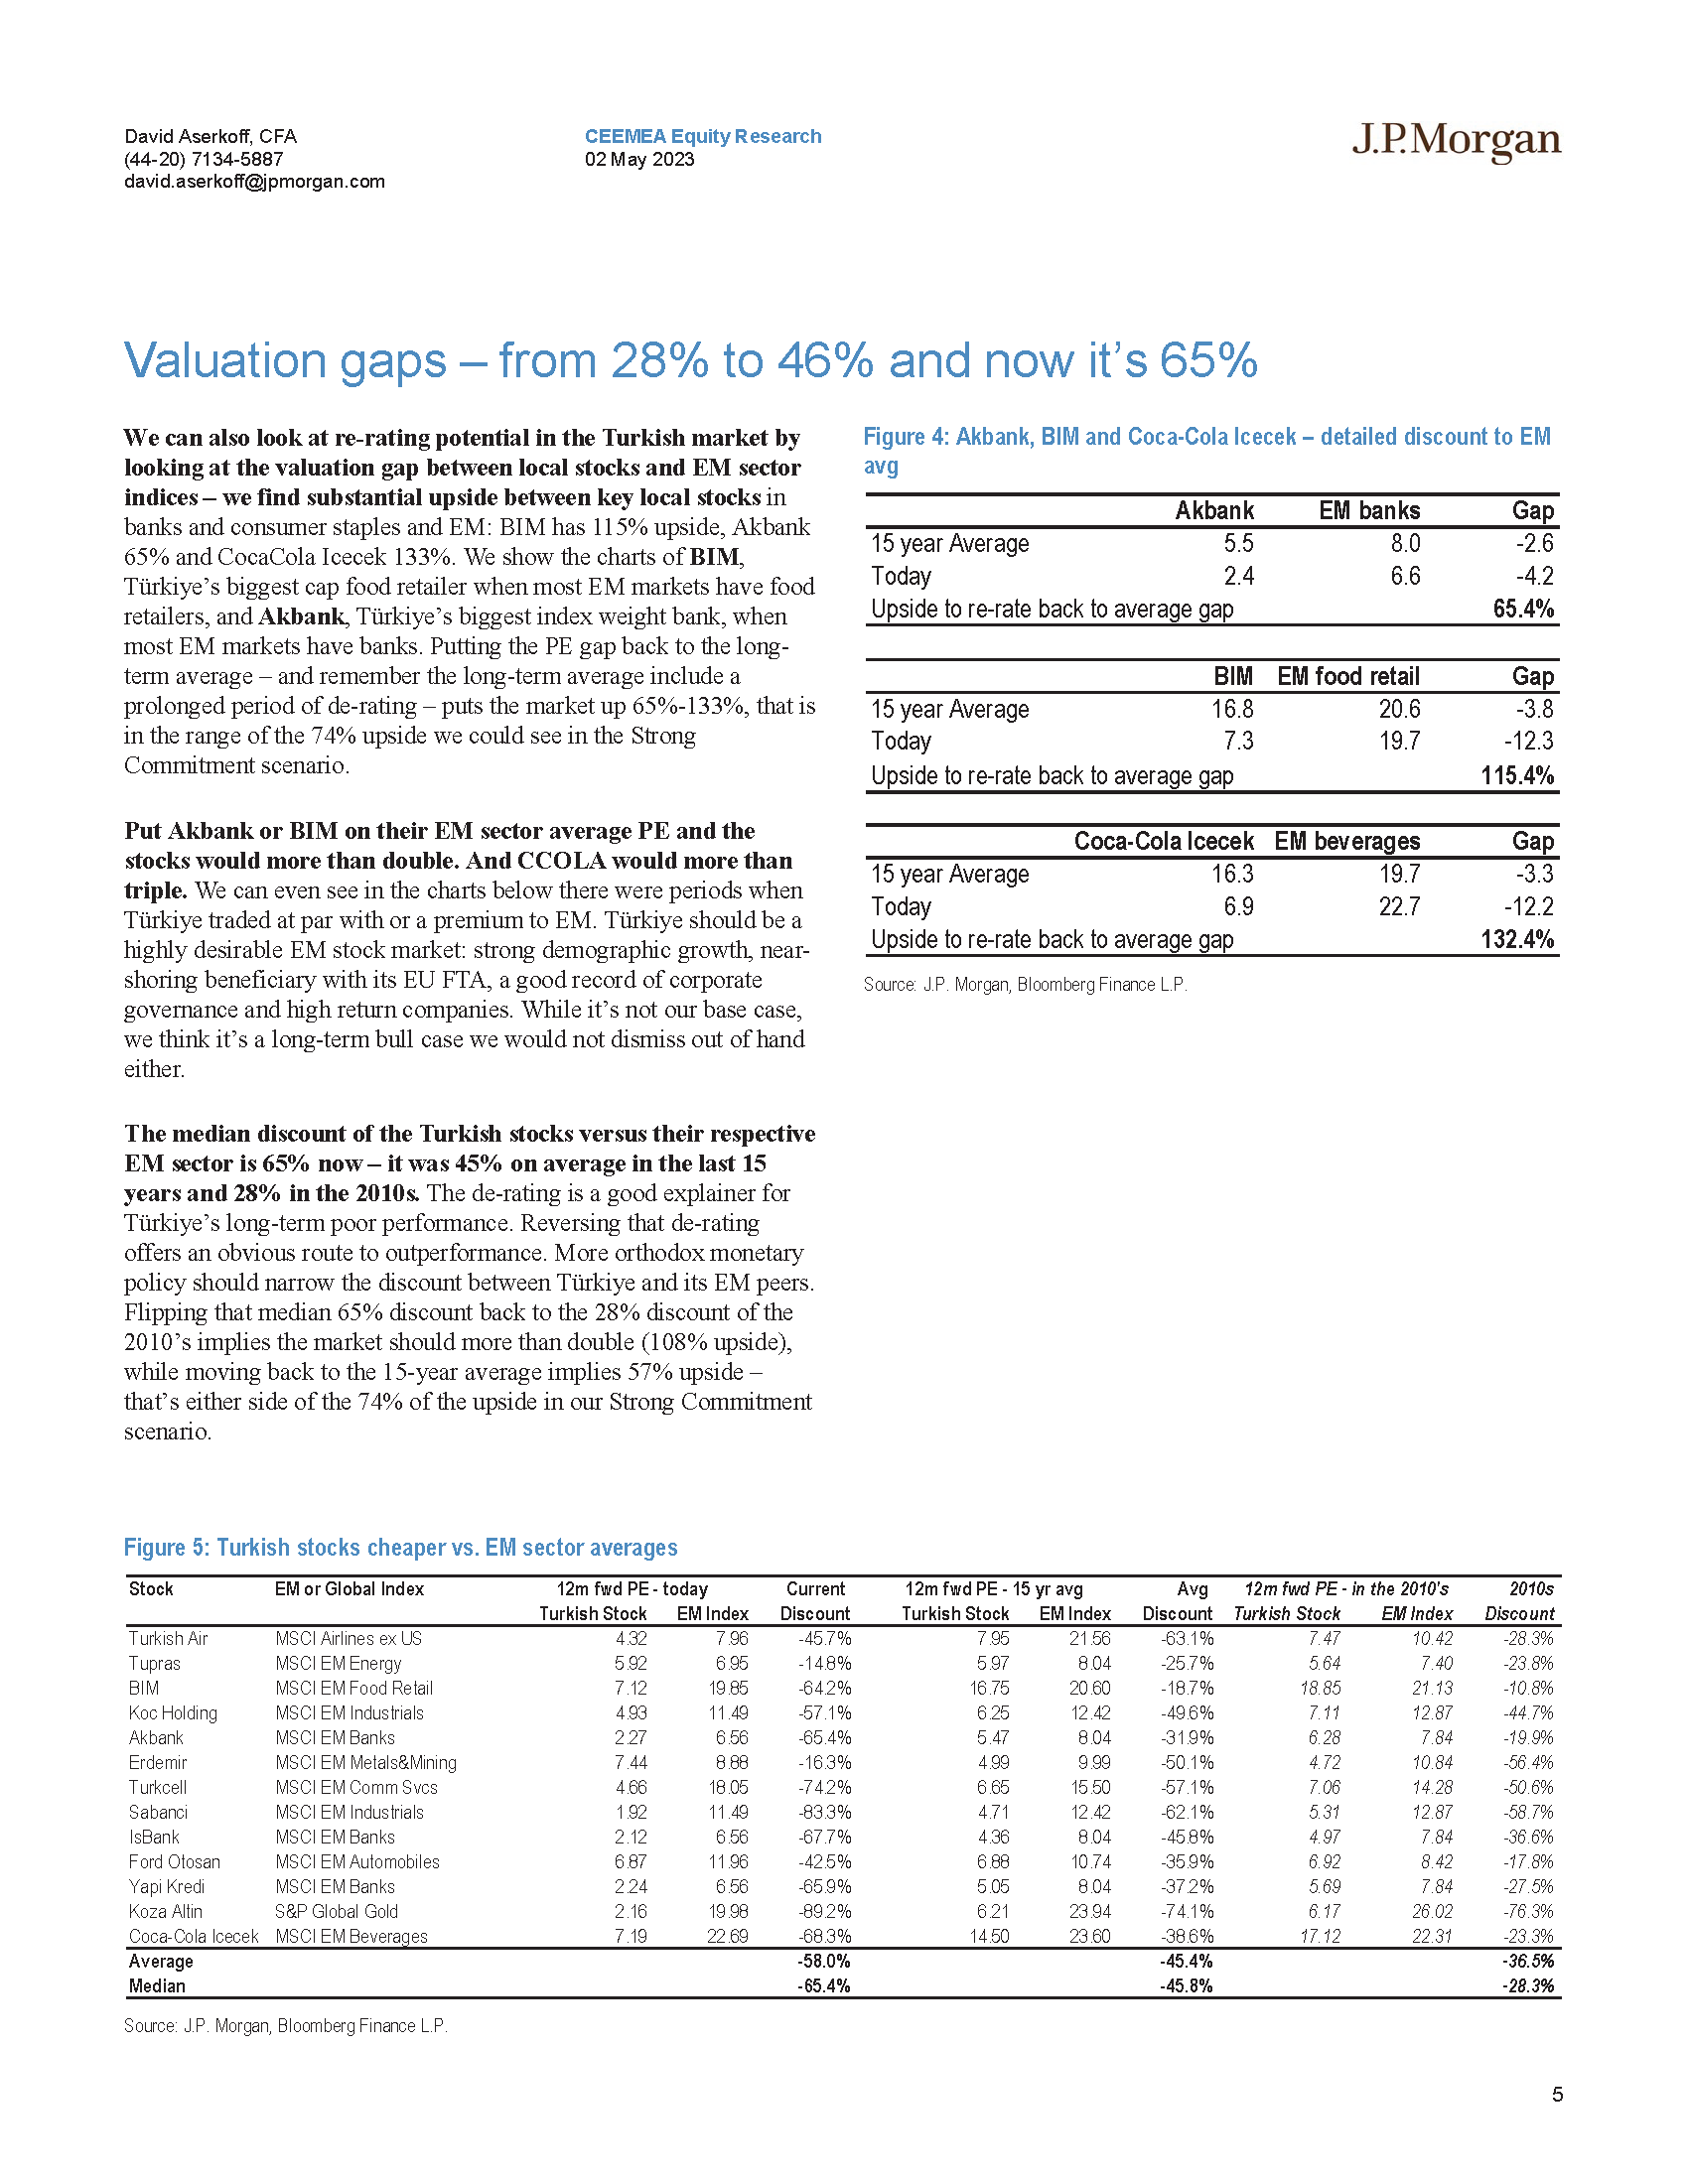 David Aserkoff, CFA
(44-20) 7134-5887
david.aserkoff@jpmorgan.com
CEEMEA Equity Research
02 May 2023
J.P.Morgan
Valuation gaps – from 28% to 46% and now it’s 65%
We can also look at re-rating potential in the Turkish market by
looking at the valuation gap between local stocks and EM sector
indices – we find substantial upside between key local stocks in
banks and consumer staples and EM: BIM has 115% upside, Akbank
65% and CocaCola Icecek 133%. We show the charts of BIM,
Türkiye’s biggest cap food retailer when most EM markets have food
retailers, and Akbank, Türkiye’s biggest index weight bank, when
most EM markets have banks. Putting the PE gap back to the long-
term average – and remember the long-term average include a
prolonged period of de-rating – puts the market up 65%-133%, that is
in the range of the 74% upside we could see in the Strong
Commitment scenario.
Put Akbank or BIM on their EM sector average PE and the
stocks would more than double. And CCOLA would more than
triple. We can even see in the charts below there were periods when
Türkiye traded at par with or a premium to EM. Türkiye should be a
highly desirable EM stock market: strong demographic growth, near-
shoring beneficiary with its EU FTA, a good record of corporate
governance and high return companies. While it’s not our base case,
we think it’s a long-term bull case we would not dismiss out of hand
either.
The median discount of the Turkish stocks versus their respective
EM sector is 65% now – it was 45% on average in the last 15
years and 28% in the 2010s. The de-rating is a good explainer for
Türkiye’s long-term poor performance. Reversing that de-rating
offers an obvious route to outperformance. More orthodox monetary
policy should narrow the discount between Türkiye and its EM peers.
Flipping that median 65% discount back to the 28% discount of the
2010’s implies the market should more than double (108% upside),
while moving back to the 15-year average implies 57% upside –
that’s either side of the 74% of the upside in our Strong Commitment
scenario.
Figure 4: Akbank, BIM and Coca-Cola Icecek – detailed discount to EM
avg
Akbank EM banks Gap
15 year Average 5.5 8.0 -2.6
Today 2.4 6.6 -4.2
Upside to re-rate back to average gap 65.4%
BIM EM food retail Gap
15 year Average 16.8 20.6 -3.8
Today 7.3 19.7 -12.3
Upside to re-rate back to average gap 115.4%
Coca-Cola Icecek EM beverages Gap
15 year Average 16.3 19.7 -3.3
Today 6.9 22.7 -12.2
Upside to re-rate back to average gap 132.4%
Source: J.P. Morgan, Bloomberg Finance L.P.
Figure 5: Turkish stocks cheaper vs. EM sector averages
Stock EM or Global Index 12m fwd PE - today Current 12m fwd PE - 15 yr avg Avg 12m fwd PE - in the 2010's 2010s
Turkish Stock EM Index Discount Turkish Stock EM Index Discount Turkish Stock EM Index Discount
Turkish Air MSCI Airlines ex US 4.32 7.96 -45.7% 7.95 21.56 -63.1% 7.47 10.42 -28.3%
Tupras MSCI EM Energy 5.92 6.95 -14.8% 5.97 8.04 -25.7% 5.64 7.40 -23.8%
BIM MSCI EM Food Retail 7.12 19.85 -64.2% 16.75 20.60 -18.7% 18.85 21.13 -10.8%
Koc Holding MSCI EM Industrials 4.93 11.49 -57.1% 6.25 12.42 -49.6% 7.11 12.87 -44.7%
Akbank MSCI EM Banks 2.27 6.56 -65.4% 5.47 8.04 -31.9% 6.28 7.84 -19.9%
Erdemir MSCI EM Metals&Mining 7.44 8.88 -16.3% 4.99 9.99 -50.1% 4.72 10.84 -56.4%
Turkcell MSCI EM Comm Svcs 4.66 18.05 -74.2% 6.65 15.50 -57.1% 7.06 14.28 -50.6%
Sabanci MSCI EM Industrials 1.92 11.49 -83.3% 4.71 12.42 -62.1% 5.31 12.87 -58.7%
IsBank MSCI EM Banks 2.12 6.56 -67.7% 4.36 8.04 -45.8% 4.97 7.84 -36.6%
Ford Otosan MSCI EM Automobiles 6.87 11.96 -42.5% 6.88 10.74 -35.9% 6.92 8.42 -17.8%
Yapi Kredi MSCI EM Banks 2.24 6.56 -65.9% 5.05 8.04 -37.2% 5.69 7.84 -27.5%
Koza Altin S&P Global Gold 2.16 19.98 -89.2% 6.21 23.94 -74.1% 6.17 26.02 -76.3%
Coca-Cola Icecek MSCI EM Beverages 7.19 22.69 -68.3% 14.50 23.60 -38.6% 17.12 22.31 -23.3%
Average -58.0% -45.4% -36.5%
Median -65.4% -45.8% -28.3%
Source: J.P. Morgan, Bloomberg Finance L.P.
5